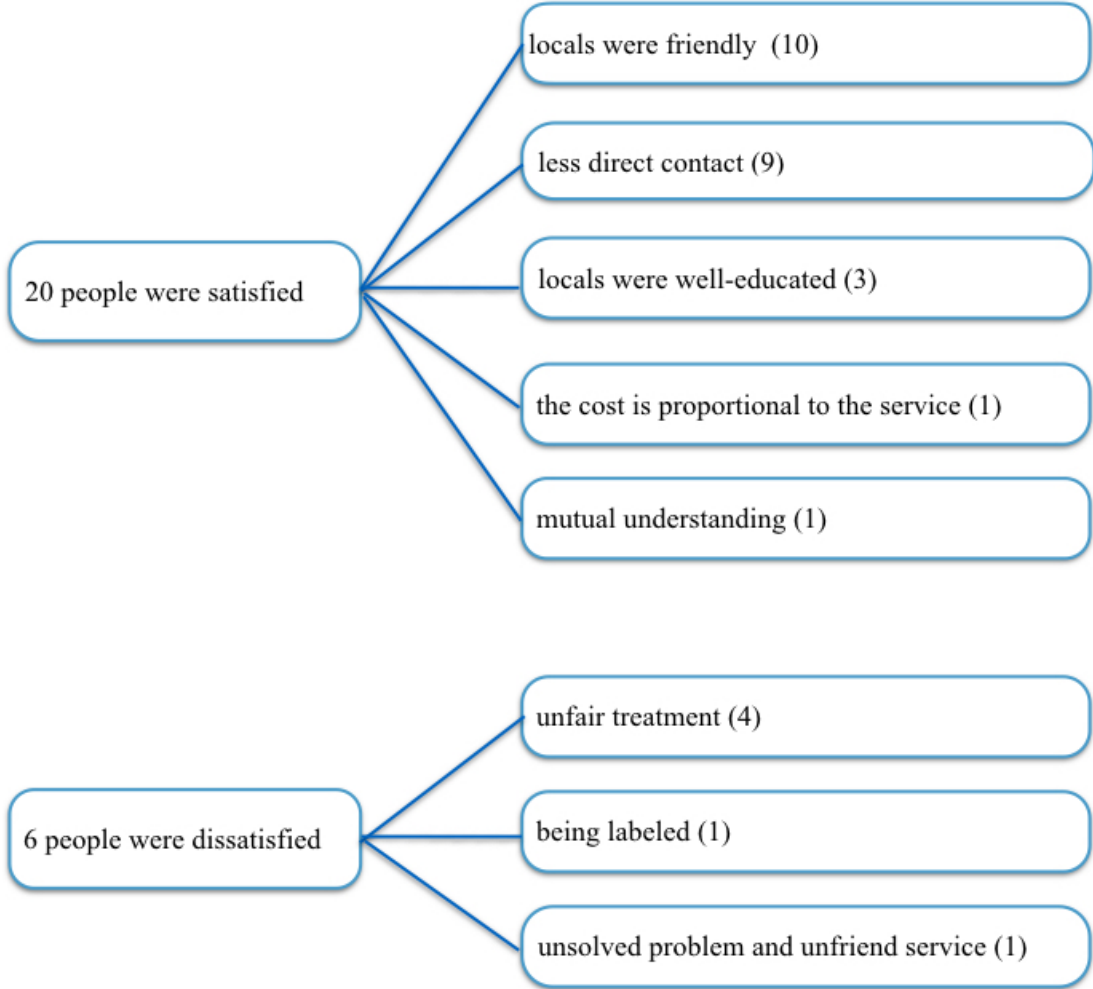 locals were friendly (10)
less direct contact (9)
20 people were satisfied
locals were well-educated (3)
the cost is proportional to the service (1)
mutual understanding (1)
unfair treatment (4)
6 people were dissatisfied
being labeled (1)
unsolved problem and unfriend service (1)